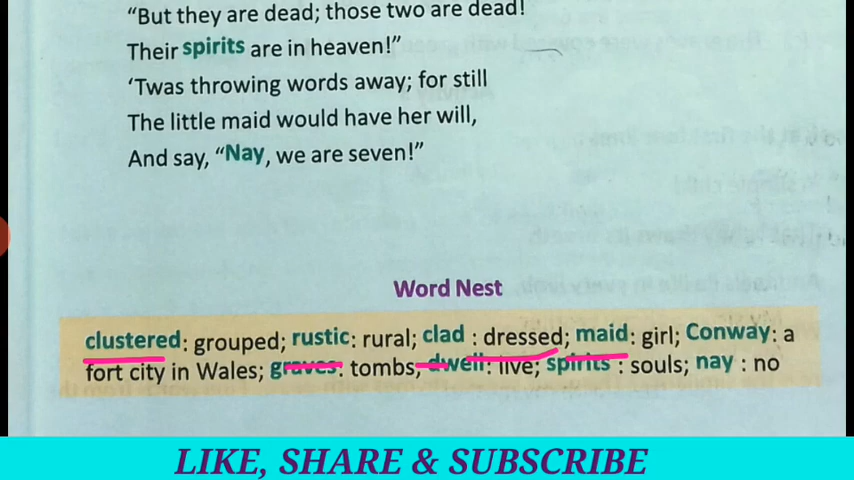 “But they are dead; those two are dead!
Their spirits are in heaven!”
‘Twas throwing words away; for still
The little maid would have her will,
And say, “Nay, we are seven!”
Word Nest
clustered: grouped; rustic: rural; clad : dressed; maid: girl; Conway: a
fort city in Wales; graves: tombs; dwell: live; spirits : souls; nay : no
LIKE, SHARE & SUBSCRIBE